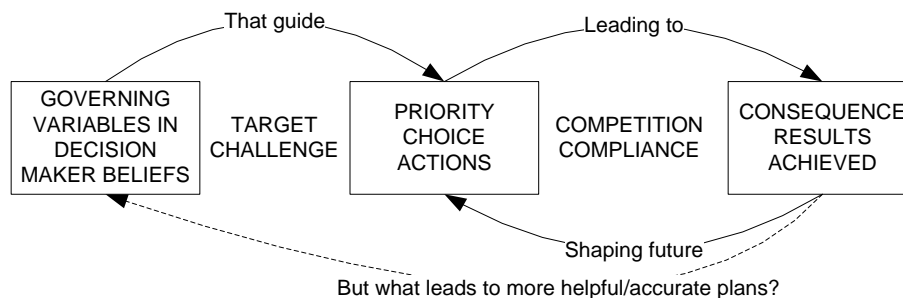 That guide
Leading to
GOVERNING
VARIABLES IN
DECISION
MAKER BELIEFS
TARGET
CHALLENGE
PRIORITY
CHOICE
ACTIONS
COMPETITION
COMPLIANCE
CONSEQUENCE
RESULTS
ACHIEVED
Shaping future
But what leads to more helpful/accurate plans?